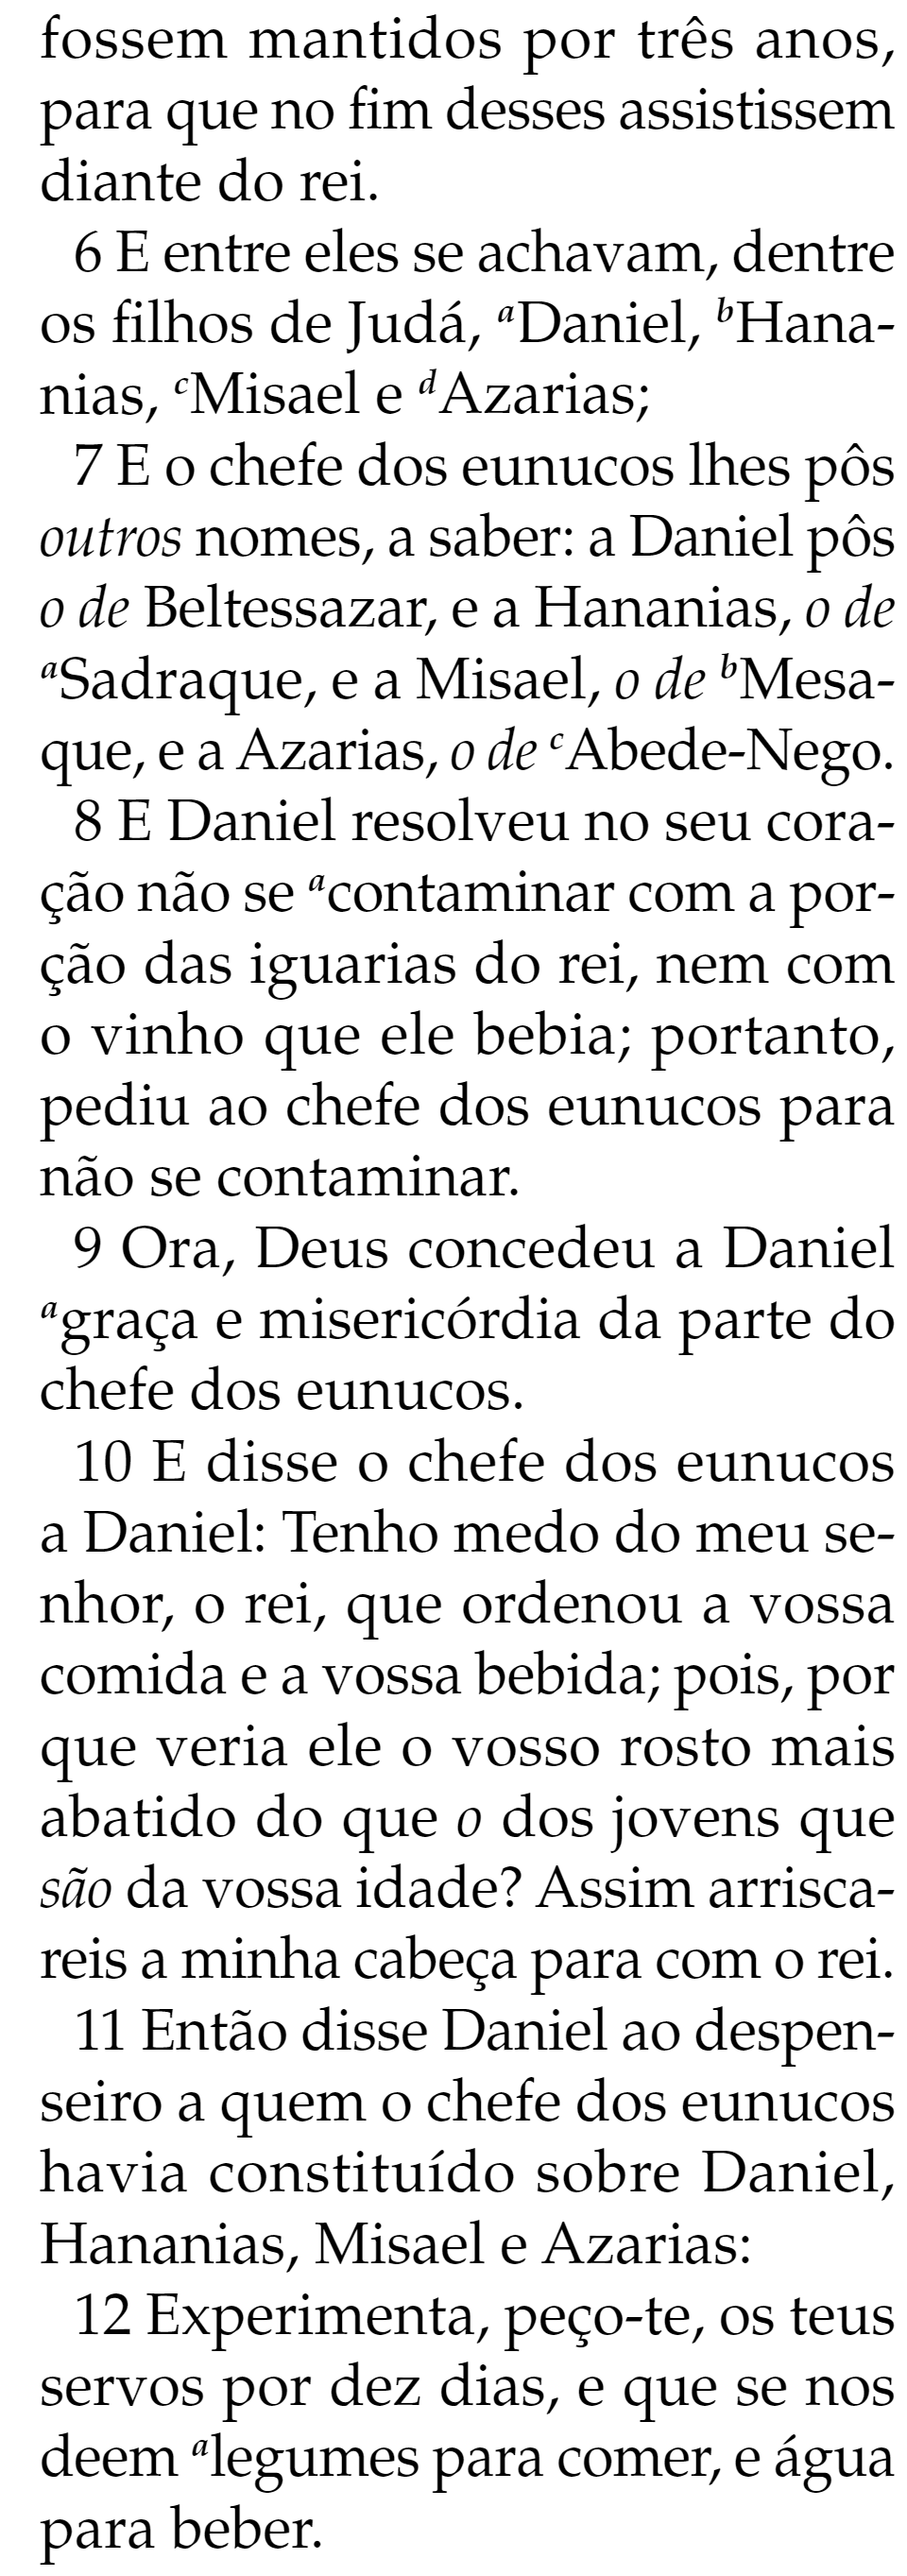 fossem mantidos por três anos,
para que no fim desses assistissem
diante do rei.
6 E entre eles se achavam, dentre
os filhos de Judá, aDaniel, bHana-
nias, cMisael e dAzarias;
7 E o chefe dos eunucos lhes pôs
outros nomes, a saber: a Daniel pôs
o de Beltessazar, e a Hananias, o de
aSadraque, e a Misael, o de bMesa-
que, e a Azarias, o de cAbede-Nego.
8 E Daniel resolveu no seu cora-
ção não se acontaminar com a por-
ção das iguarias do rei, nem com
o vinho que ele bebia; portanto,
pediu ao chefe dos eunucos para
não se contaminar.
9 Ora, Deus concedeu a Daniel
agraça e misericórdia da parte do
chefe dos eunucos.
10 E disse o chefe dos eunucos
a Daniel: Tenho medo do meu se-
nhor, o rei, que ordenou a vossa
comida e a vossa bebida; pois, por
que veria ele o vosso rosto mais
abatido do que o dos jovens que
são da vossa idade? Assim arrisca-
reis a minha cabeça para com o rei.
11 Então disse Daniel ao despen-
seiro a quem o chefe dos eunucos
havia constituído sobre Daniel,
Hananias, Misael e Azarias:
12 Experimenta, peço-te, os teus
servos por dez dias, e que se nos
deem alegumes para comer, e água
para beber.